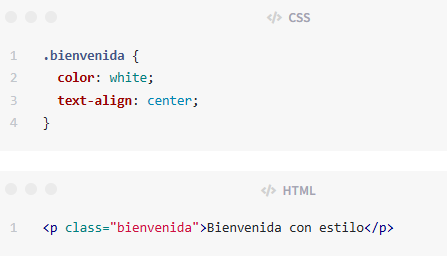 </> CSS
1 .bienvenida {
2 color: white;
3 text-align: center;
4 }
</> HTML
1 <p class="bienvenida">Bienvenida con estilo</p>